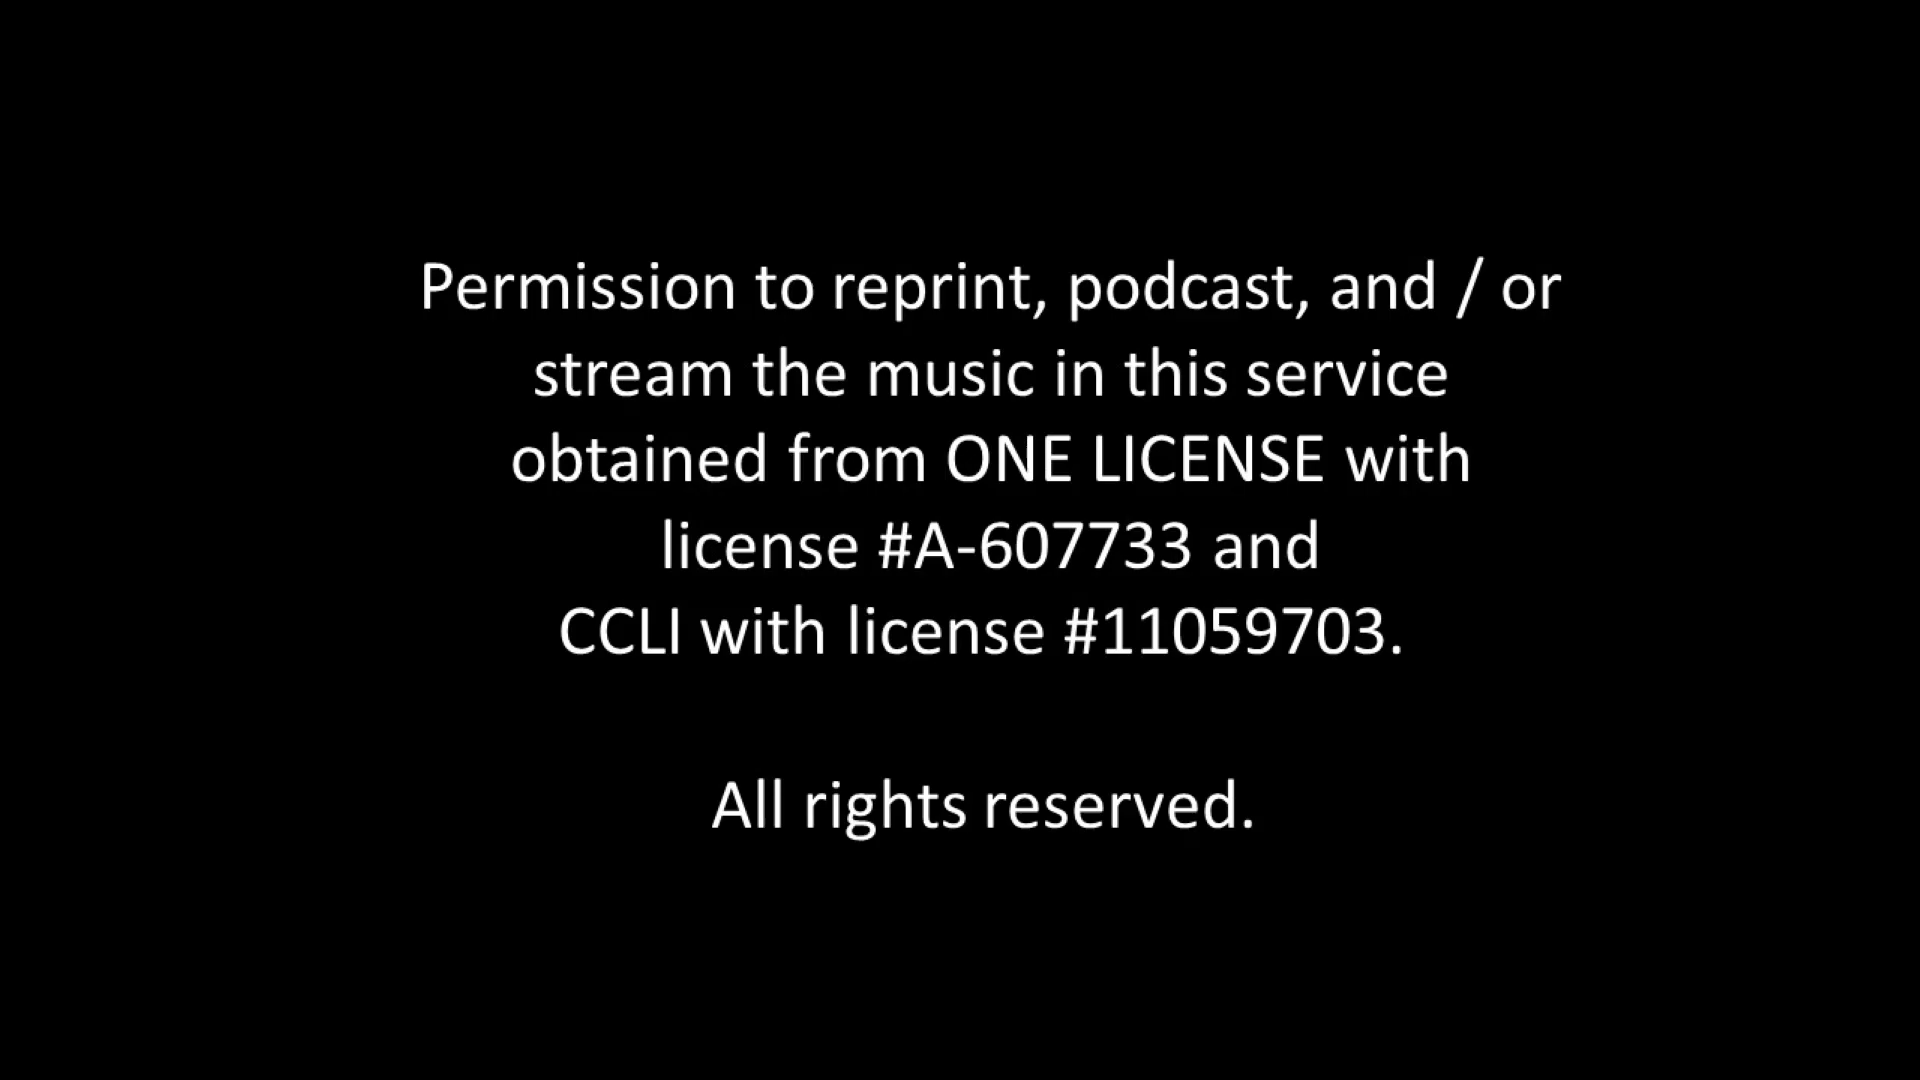 Permission to reprint, podcast, and / or
stream the music in this service
obtained from ONE LICENSE with
license #A-607733 and
CCLI with license #11059703.
All rights reserved.